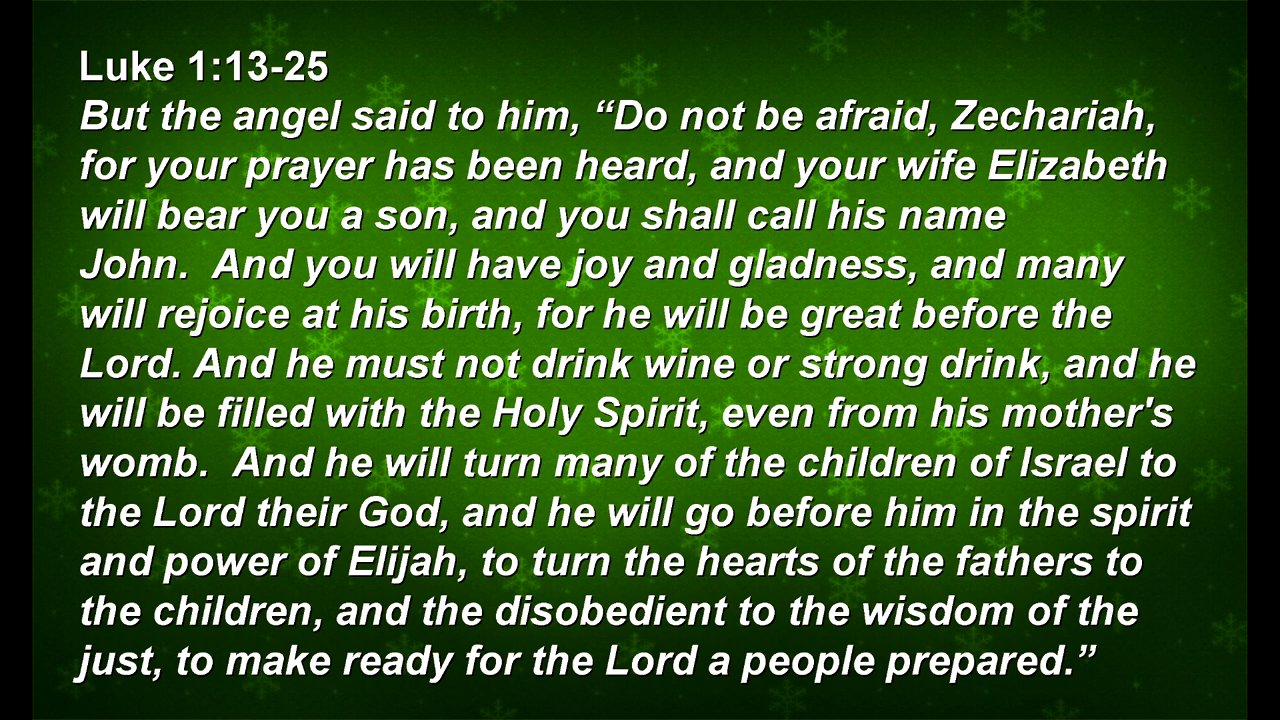 Luke 1:13-25
But the angel said to him, “Do not be afraid, Zechariah,
for your prayer has been heard, and your wife Elizabeth
will bear you a son, and you shall call his name
John.  And you will have joy and gladness, and many
will rejoice at his birth, for he will be great before the
Lord. And he must not drink wine or strong drink, and he
will be filled with the Holy Spirit, even from his mother's
womb.  And he will turn many of the children of Israel to
the Lord their God, and he will go before him in the spirit
and power of Elijah, to turn the hearts of the fathers to
the children, and the disobedient to the wisdom of the
just, to make ready for the Lord a people prepared.”